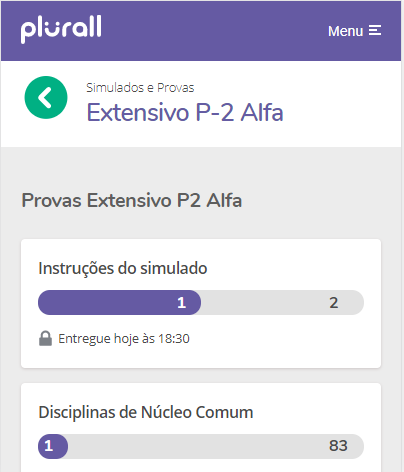 plurall
Menu
Simulados e Provas
Extensivo P-2 Alfa
Provas Extensivo P2 Alfa
Instruções do simulado
1 2
Entregue hoje às 18:30
Disciplinas de Núcleo Comum
1 83